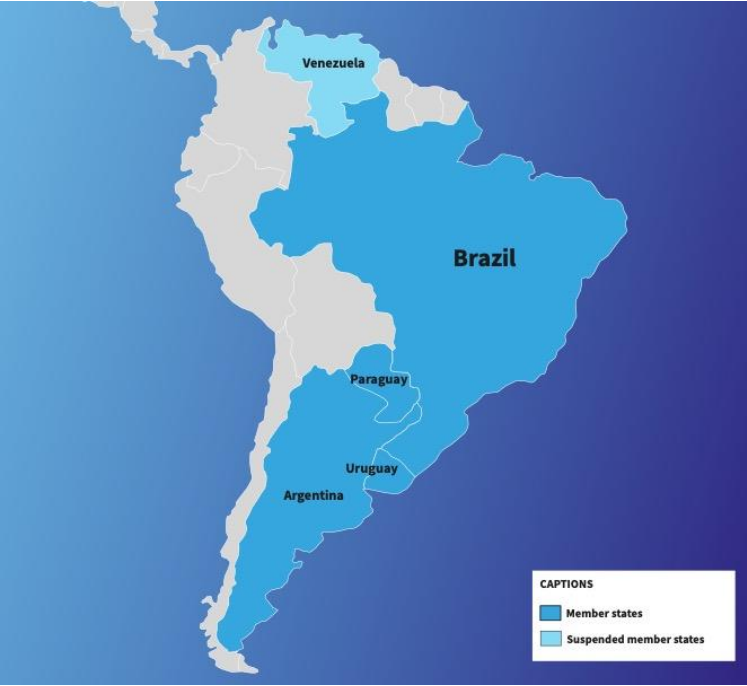 Venezuela
Brazil
Paraguay
Uruguay
Argentina
CAPTIONS
Member states
Suspended member states